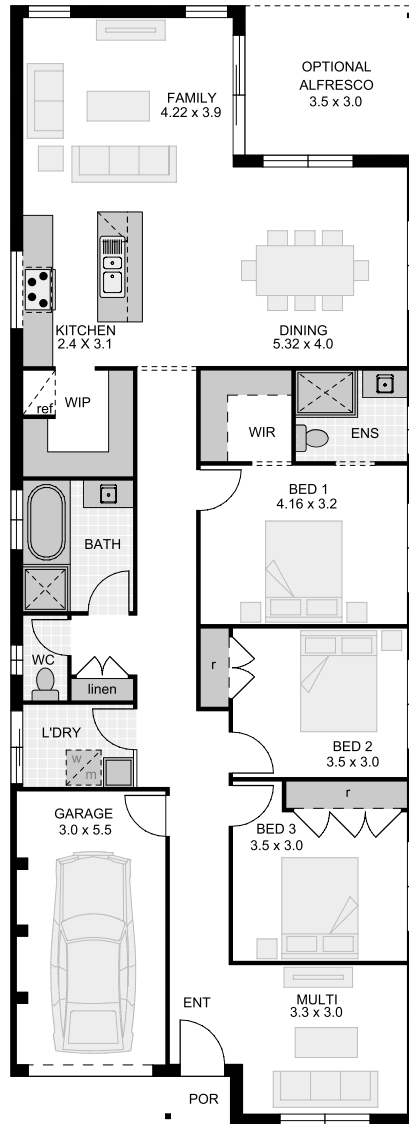 OPTIONAL
ALFRESCO
3.5 x 3.0
FAMILY
4.22 x 3.9
KITCHEN
2.4 X 3.1
DINING
5.32 x 4.0
ref
WIP
WIR
ENS
BED 1
4.16 x 3.2
BATH
WC
linen
r
L'DRY
w
m
BED 2
3.5 x 3.0
GARAGE
3.0 x 5.5
r
BED 3
3.5 x 3.0
ENT
MULTI
3.3 x 3.0
POR